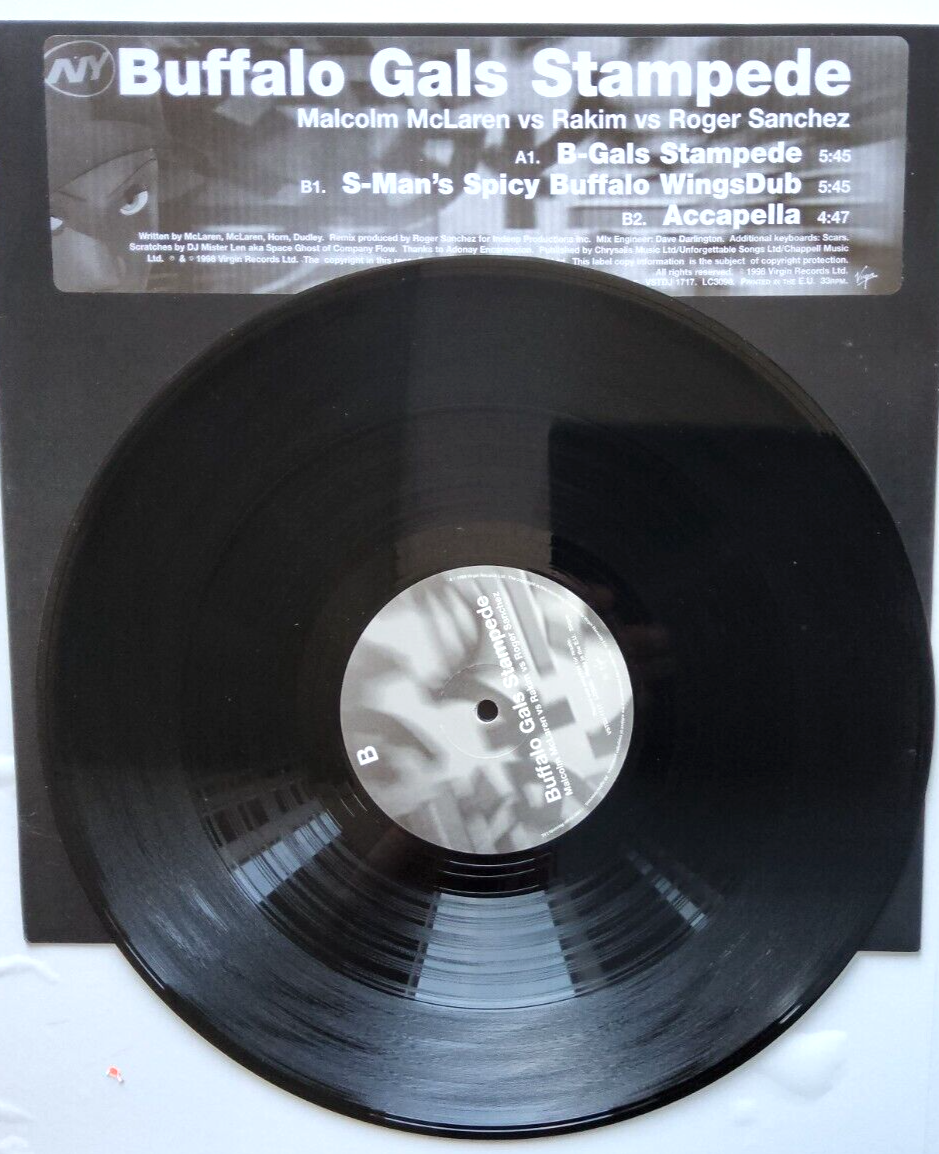 NY
Buffalo Gals Stampede
Malcolm McLaren vs Rakim vs Roger Sanchez
A1. B-Gals Stampede 5:45
B1. S-Man's Spicy Buffalo WingsDub 5:45
B2. Accapella 4:47
Written by McLaren, McLaren, Horn, Dudley. Remix produced by Roger Sanchez for Indeep Productions Inc. Mix Engineer: Dave Darlington. Additional keyboards: Scars.
Scratches by DJ Mister Len aka Space Ghost of Company Flow. Thanks to Adonay Published by Chrysalis Music Ltd/Unforgettable Songs Ltd/Chappell Music
Ltd. ℗ & © 1998 Virgin Records Ltd. The copyright in this This label copy information is the subject of copyright protection.
All rights reserved. © 1998 Virgin Records Ltd.
VSTDJ 1717. LC3098. PRINTED IN THE E.U. 33RPM.
Virgin
B
Buffalo Gals Stampede
Malcolm McLaren vs Rakim vs Roger Sanchez